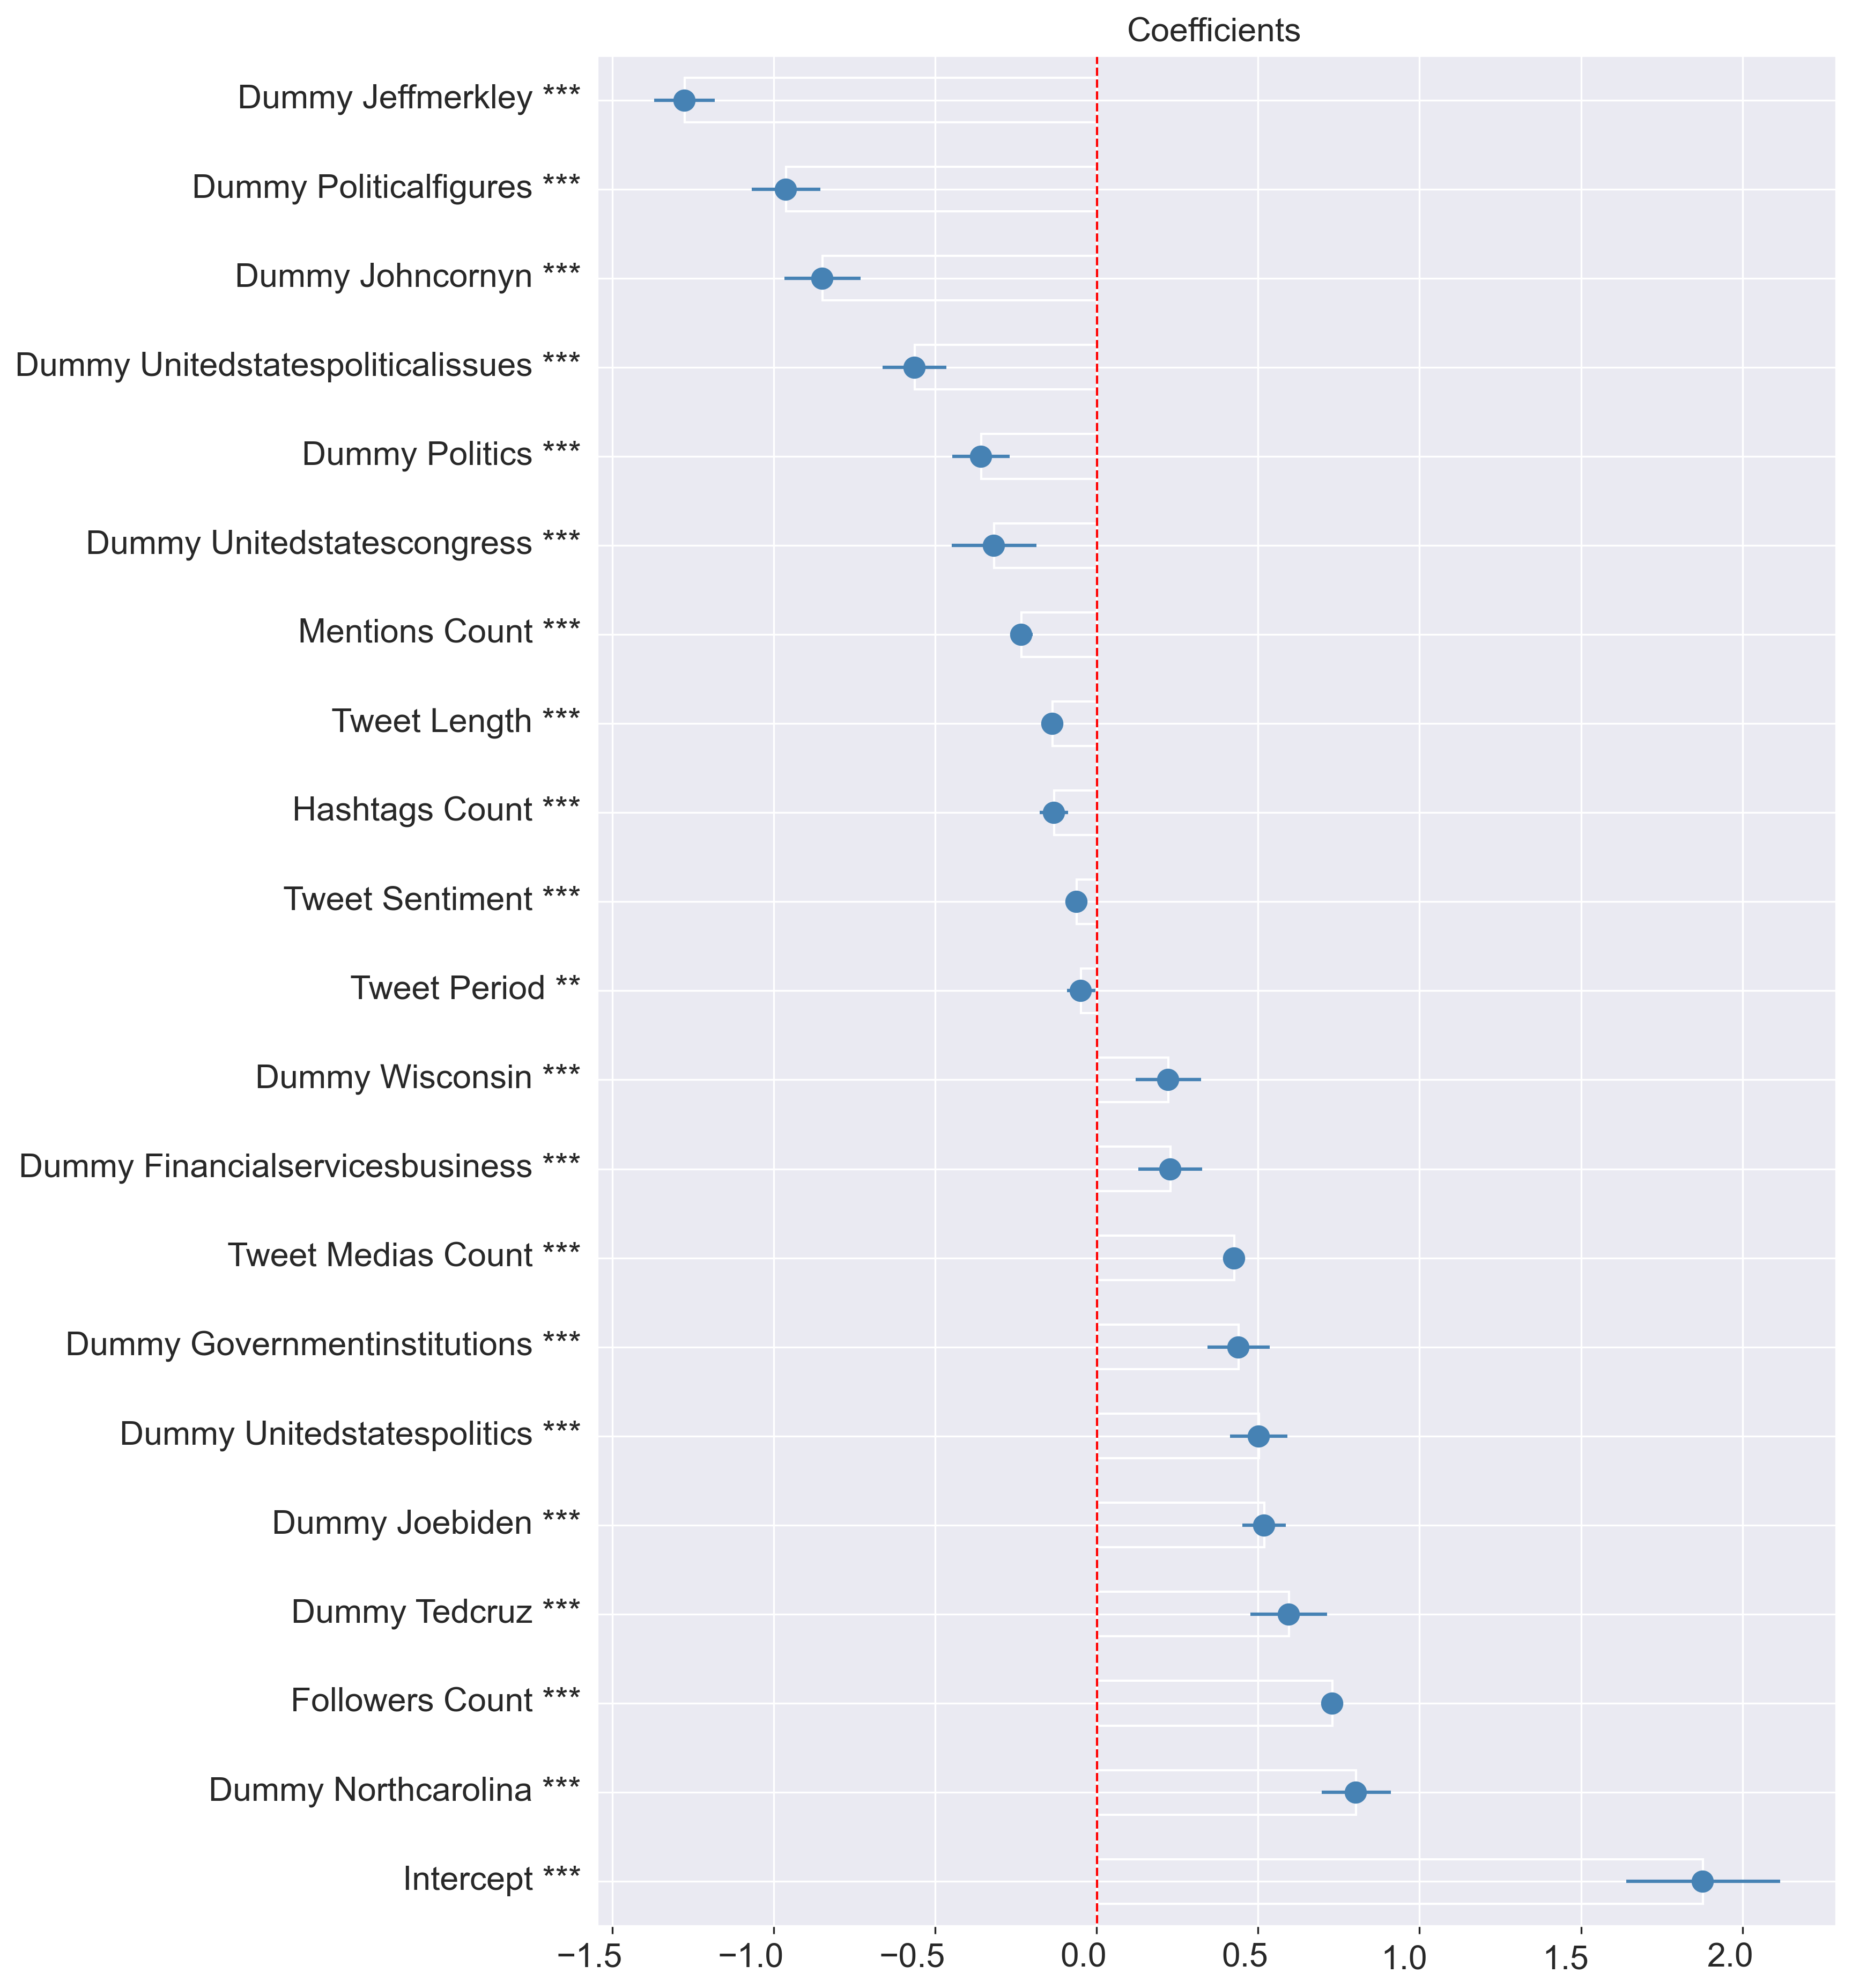 Coefficients
Dummy Jeffmerkley ***
Dummy Politicalfigures ***
Dummy Johncornyn ***
Dummy Unitedstatespoliticalissues ***
Dummy Politics ***
Dummy Unitedstatescongress ***
Mentions Count ***
Tweet Length ***
Hashtags Count ***
Tweet Sentiment ***
Tweet Period **
Dummy Wisconsin ***
Dummy Financialservicesbusiness ***
Tweet Medias Count ***
Dummy Governmentinstitutions ***
Dummy Unitedstatespolitics ***
Dummy Joebiden ***
Dummy Tedcruz ***
Followers Count ***
Dummy Northcarolina ***
Intercept ***
−1.5 −1.0 −0.5 0.0 0.5 1.0 1.5 2.0